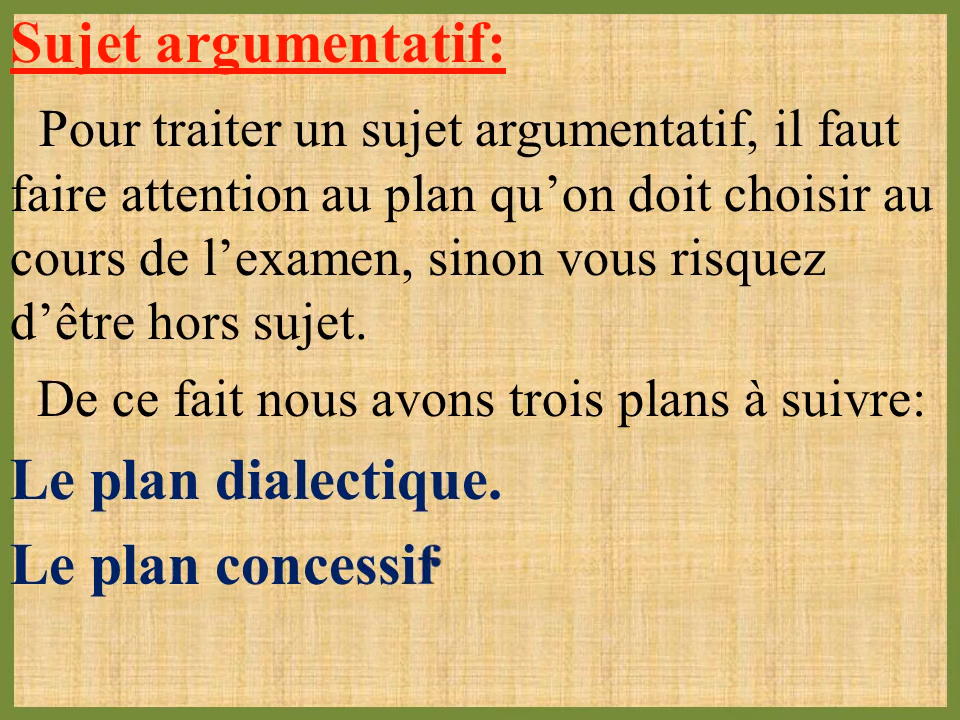 Sujet argumentatif:
Pour traiter un sujet argumentatif, il faut
faire attention au plan qu’on doit choisir au
cours de l’examen, sinon vous risquez
d’être hors sujet.
De ce fait nous avons trois plans à suivre:
Le plan dialectique.
Le plan concessif